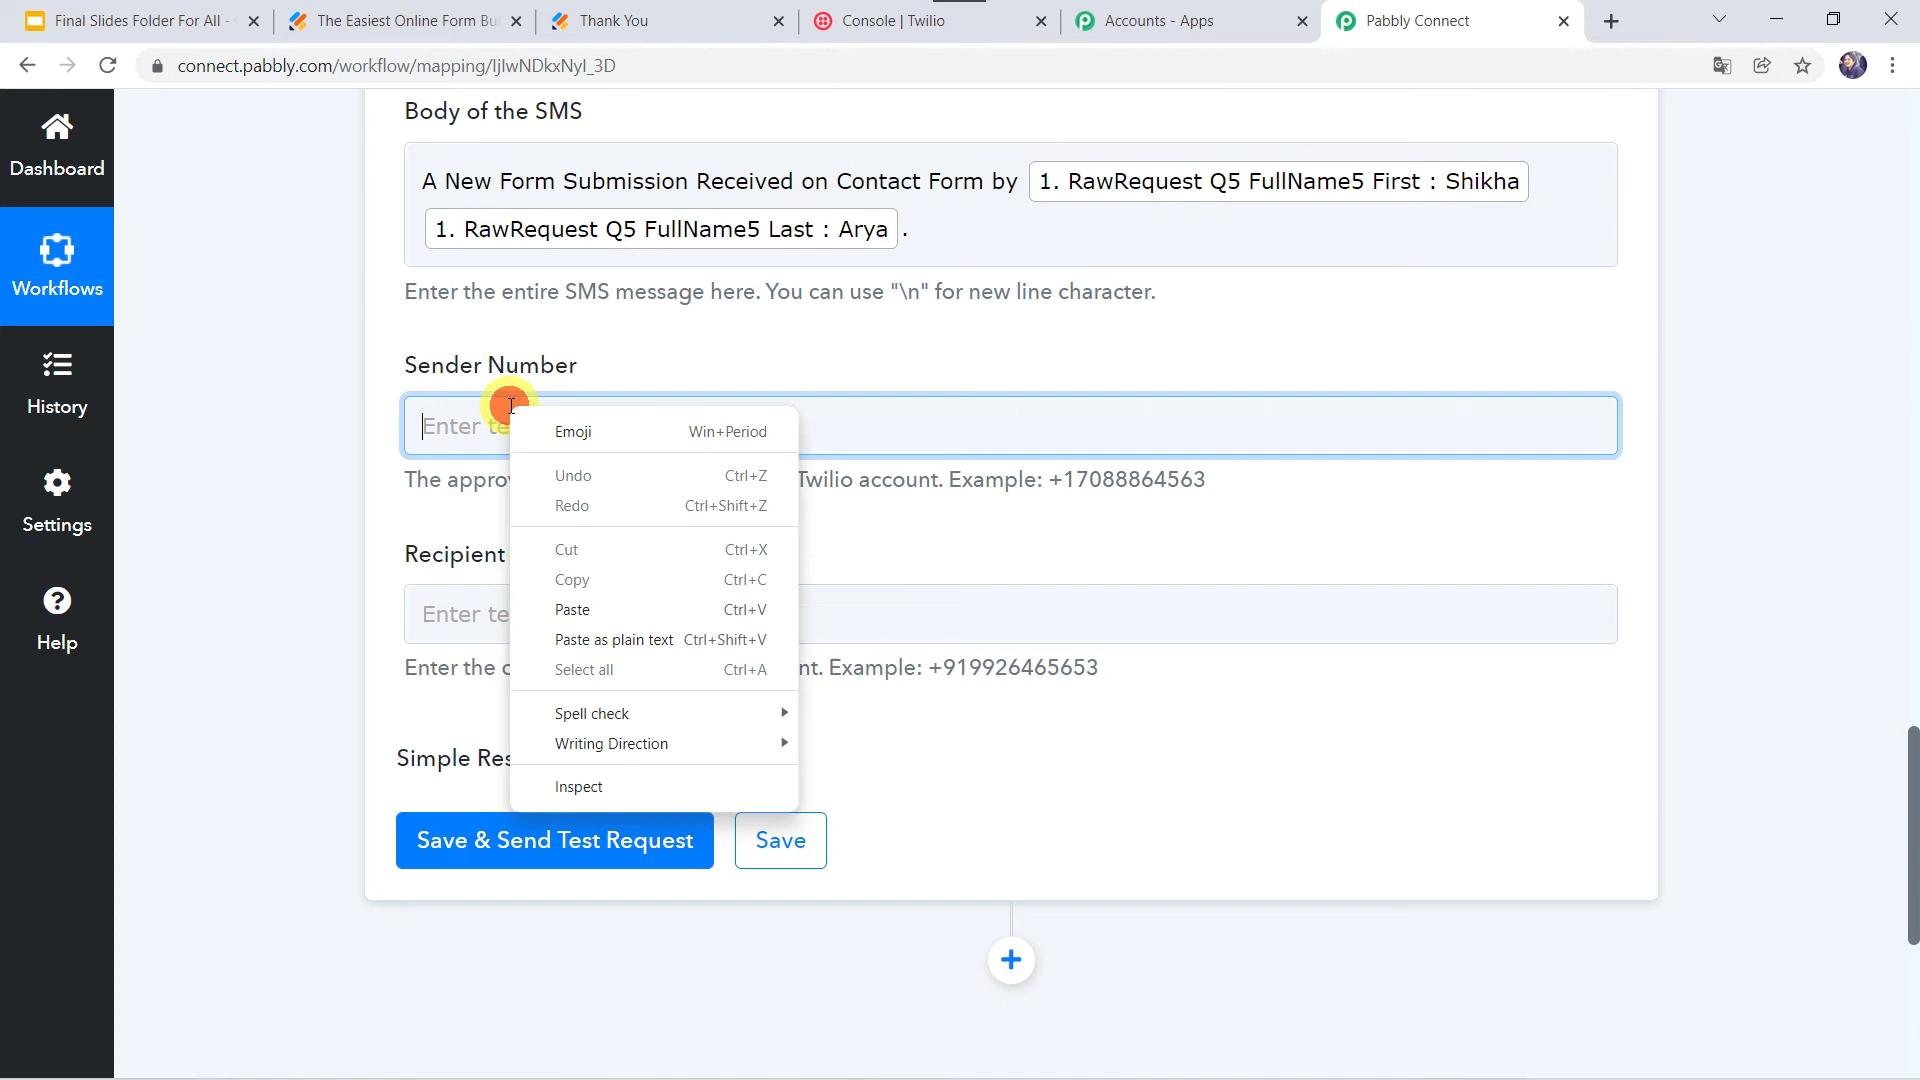 Final Slides Folder For All -
The Easiest Online Form Bu
Thank You
Console | Twilio
Accounts - Apps
Pabbly Connect
connect.pabbly.com/workflow/mapping/IjIwNDkxNyI_3D
Dashboard
Workflows
History
Settings
Help
Body of the SMS
A New Form Submission Received on Contact Form by 1. RawRequest Q5 FullName5 First : Shikha
1. RawRequest Q5 FullName5 Last : Arya .
Enter the entire SMS message here. You can use "\n" for new line character.
Sender Number
Enter te
The approv Twilio account. Example: +17088864563
Recipient
Enter te
Enter the c nt. Example: +919926465653
Simple Res
Emoji Win+Period
Undo Ctrl+Z
Redo Ctrl+Shift+Z
Cut Ctrl+X
Copy Ctrl+C
Paste Ctrl+V
Paste as plain text Ctrl+Shift+V
Select all Ctrl+A
Spell check
Writing Direction
Inspect
Save & Send Test Request
Save